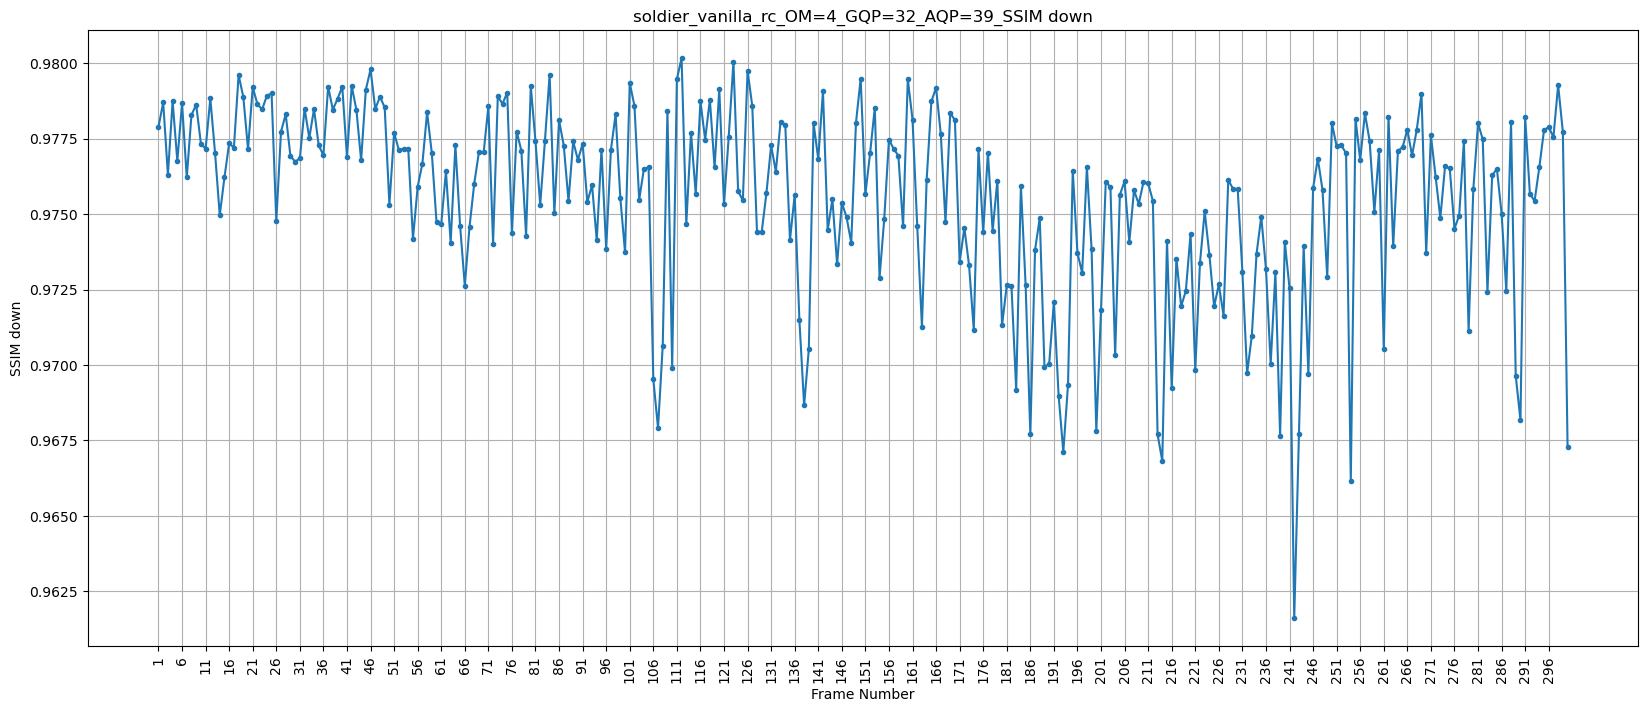 soldier_vanilla_rc_OM=4_GQP=32_AQP=39_SSIM down
0.9800
0.9775
0.9750
0.9725
0.9700
0.9675
0.9650
0.9625
SSIM down
1 6 11 16 21 26 31 36 41 46 51 56 61 66 71 76 81 86 91 96 101 106 111 116 121 126 131 136 141 146 151 156 161 166 171 176 181 186 191 196 201 206 211 216 221 226 231 236 241 246 251 256 261 266 271 276 281 286 291 296
Frame Number